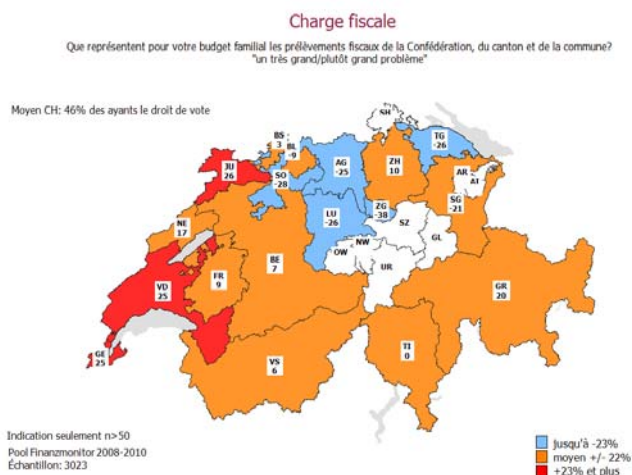 Charge fiscale
Que représentent pour votre budget familial les prélèvements fiscaux de la Confédération, du canton et de la commune?
"un très grand/plutôt grand problème"
Moyen CH: 46% des ayants le droit de vote
SH
BS
3
BL
-9
TG
-26
JU
26
AG
-25
ZH
10
SO
-28
AR
AT
SG
-21
ZG
-38
LU
-26
NE
17
SZ
GL
NW
OW
BE
7
UR
FR
9
VD
25
GR
20
GE
25
TI
0
VS
6
Indication seulement n>50
Pool Finanzmonitor 2008-2010
Échantillon: 3023
jusqu'à -23%
moyen +/- 22%
+23% et plus